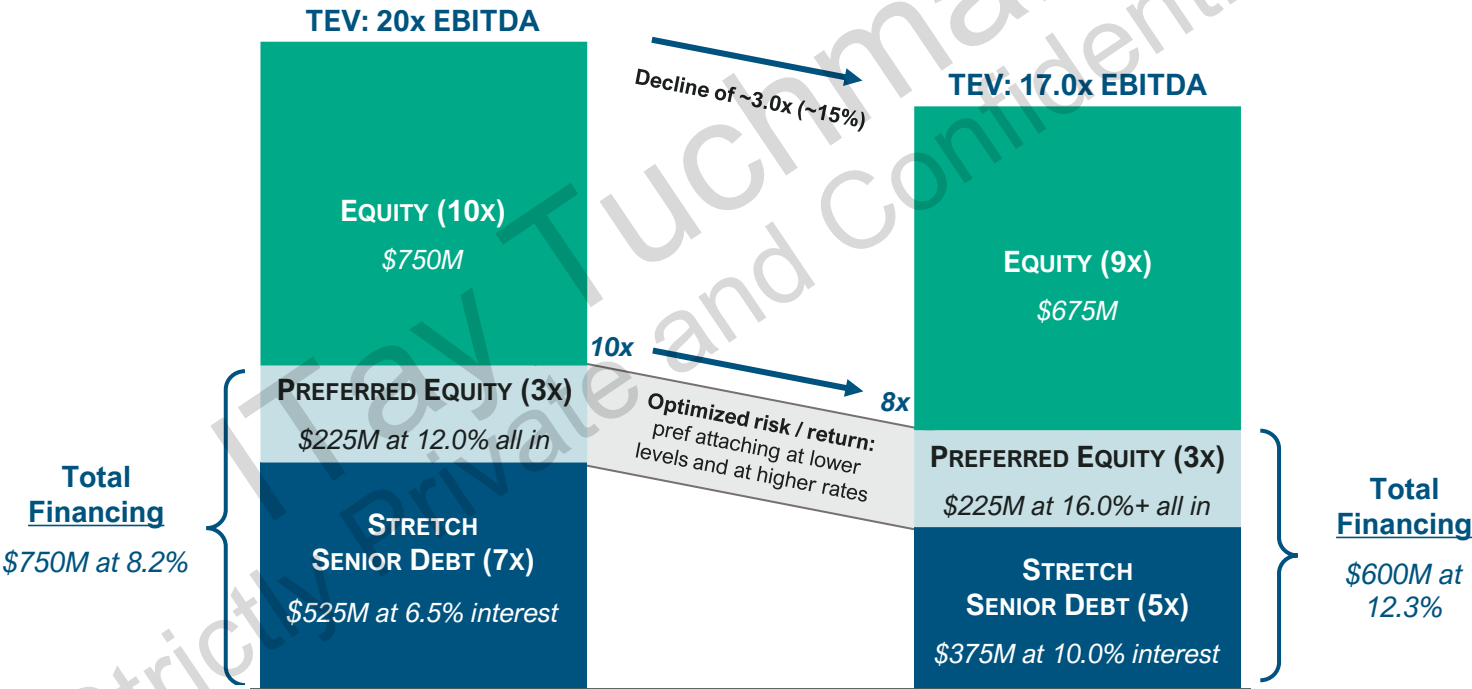 TEV: 20x EBITDA
Decline of ~3.0x (~15%)
TEV: 17.0x EBITDA
EQUITY (10X)
$750M
EQUITY (9X)
$675M
10x
8x
PREFERRED EQUITY (3X)
$225M at 12.0% all in
Optimized risk / return:
pref attaching at lower
levels and at higher rates
PREFERRED EQUITY (3X)
$225M at 16.0%+ all in
Total
Financing
$750M at 8.2%
STRETCH
SENIOR DEBT (7X)
$525M at 6.5% interest
STRETCH
SENIOR DEBT (5X)
$375M at 10.0% interest
Total
Financing
$600M at
12.3%
ITay Tuchma
Strictly Private and Confidenti